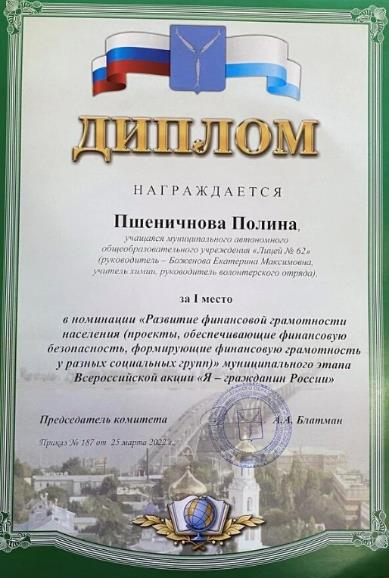 ДИПЛОМ
НАГРАЖДАЕТСЯ
Пшеничнова Полина,
учащаяся муниципального автономного
общеобразовательного учреждения «Лицей № 62»
(руководитель – Боженова Екатерина Максимовна,
учитель химии, руководитель волонтерского отряда),
за I место
в номинации «Развитие финансовой грамотности
населения (проекты, обеспечивающие финансовую
безопасность, формирующие финансовую грамотность
у разных социальных групп)» муниципального этапа
Всероссийской акции «Я – гражданин России»
Председатель комитета А.А. Блатман
Приказ № 187 от 25 марта 2022 г.